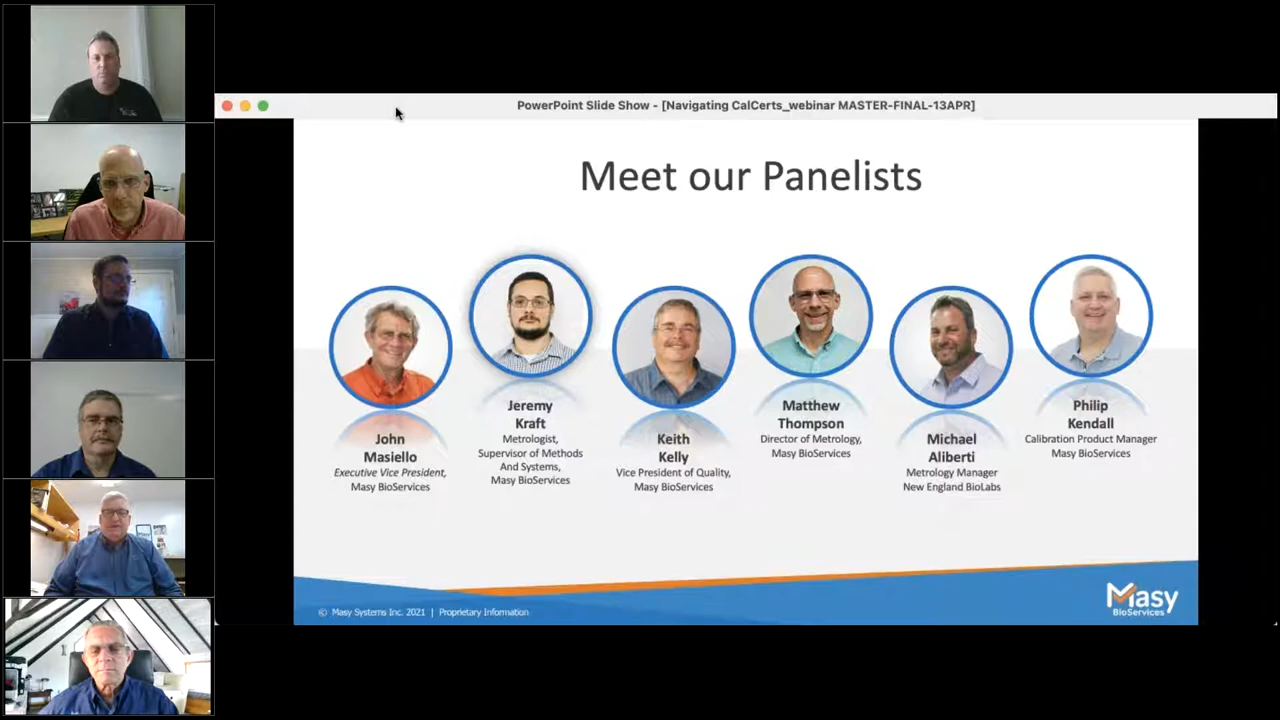 PowerPoint Slide Show - [Navigating CalCerts_webinar MASTER-FINAL-13APR]
Meet our Panelists
John
Masiello
Executive Vice President,
Masy BioServices
Jeremy
Kraft
Metrologist,
Supervisor of Methods
And Systems,
Masy BioServices
Keith
Kelly
Vice President of Quality,
Masy BioServices
Matthew
Thompson
Director of Metrology,
Masy BioServices
Michael
Aliberti
Metrology Manager
New England BioLabs
Philip
Kendall
Calibration Product Manager
Masy BioServices
© Masy Systems Inc. 2021 | Proprietary Information
Masy
BioServices